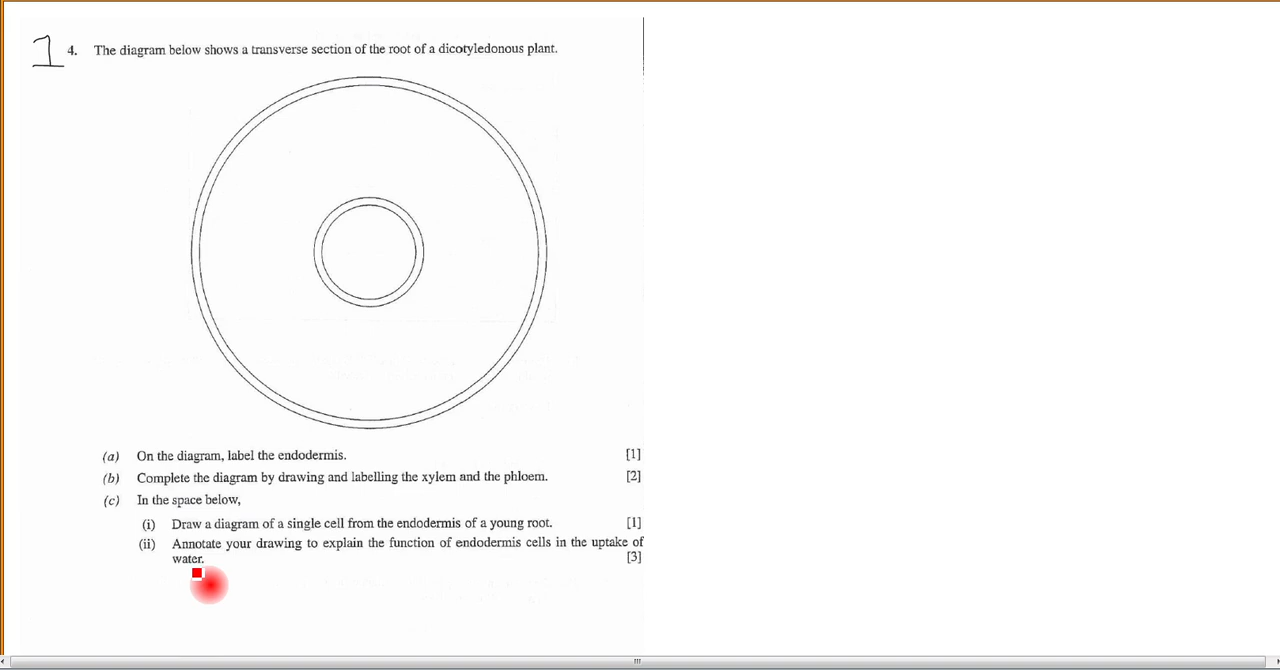 1 4. The diagram below shows a transverse section of the root of a dicotyledonous plant.
(a) On the diagram, label the endodermis. [1]
(b) Complete the diagram by drawing and labelling the xylem and the phloem. [2]
(c) In the space below,
(i) Draw a diagram of a single cell from the endodermis of a young root. [1]
(ii) Annotate your drawing to explain the function of endodermis cells in the uptake of
water. [3]